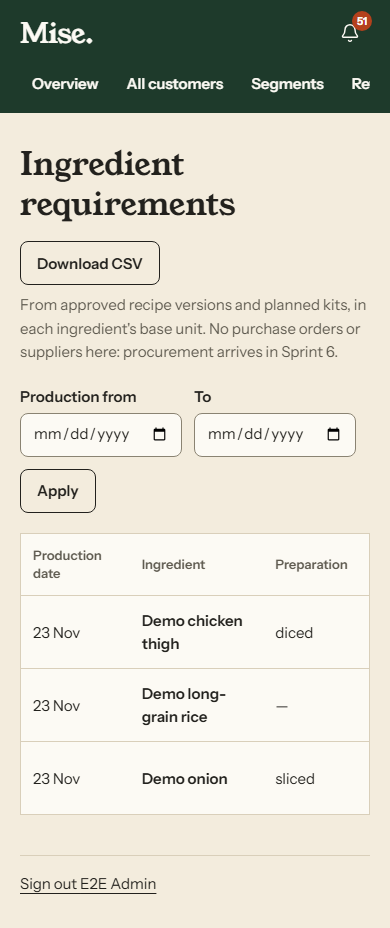 Mise.
51
Overview All customers Segments Re
Ingredient
requirements
Download CSV
From approved recipe versions and planned kits, in
each ingredient's base unit. No purchase orders or
suppliers here: procurement arrives in Sprint 6.
Production from To
mm/dd/yyyy mm/dd/yyyy
Apply
Production
date
Ingredient Preparation
23 Nov Demo chicken
thigh diced
23 Nov Demo long-
grain rice —
23 Nov Demo onion sliced
Sign out E2E Admin